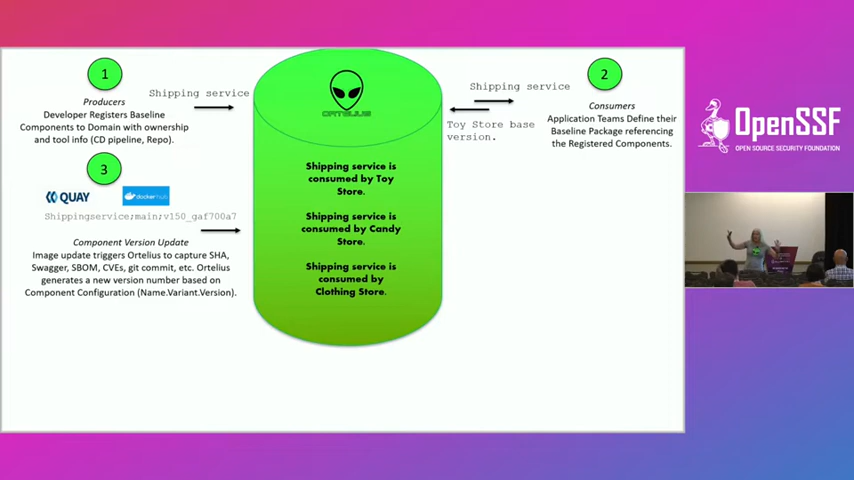 1
Producers
Developer Registers Baseline
Components to Domain with ownership
and tool info (CD pipeline, Repo).
Shipping service
3
QUAY
dockerhub
Shippingservice;main;v150_gaf700a7
Component Version Update
Image update triggers Ortelius to capture SHA,
Swagger, SBOM, CVEs, git commit, etc. Ortelius
generates a new version number based on
Component Configuration (Name.Variant.Version).
ORTELIUS
Shipping service is
consumed by Toy
Store.
Shipping service is
consumed by Candy
Store.
Shipping service is
consumed by
Clothing Store.
Shipping service
Toy Store base
version.
2
Consumers
Application Teams Define their
Baseline Package referencing
the Registered Components.
OpenSSF
OPEN SOURCE SECURITY FOUNDATION